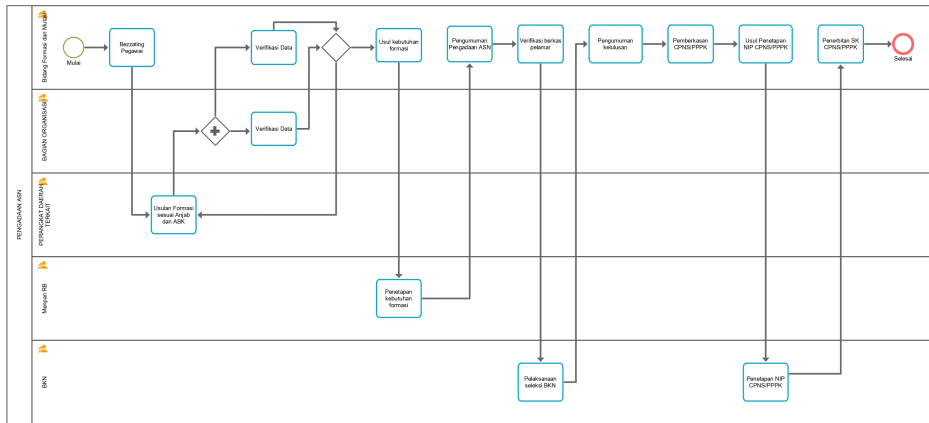 PENGADAAN ASN
Bidang Formasi dan Mutasi
Mulai
Bezzating
Pegawai
Verifikasi Data
Usul kebutuhan
formasi
Pengumuman
Pengadaan ASN
Verifikasi berkas
pelamar
Pengumuman
kelulusan
Pemberkasan
CPNS/PPPK
Usul Penetapan
NIP CPNS/PPPK
Penerbitan SK
CPNS/PPPK
Selesai
BAGIAN ORGANISASI
Verifikasi Data
PERANGKAT DAERAH
TERKAIT
Usulan Formasi
sesuai Anjab
dan ABK
Menpan RB
Penetapan
kebutuhan
formasi
BKN
Pelaksanaan
seleksi BKN
Penetapan NIP
CPNS/PPPK